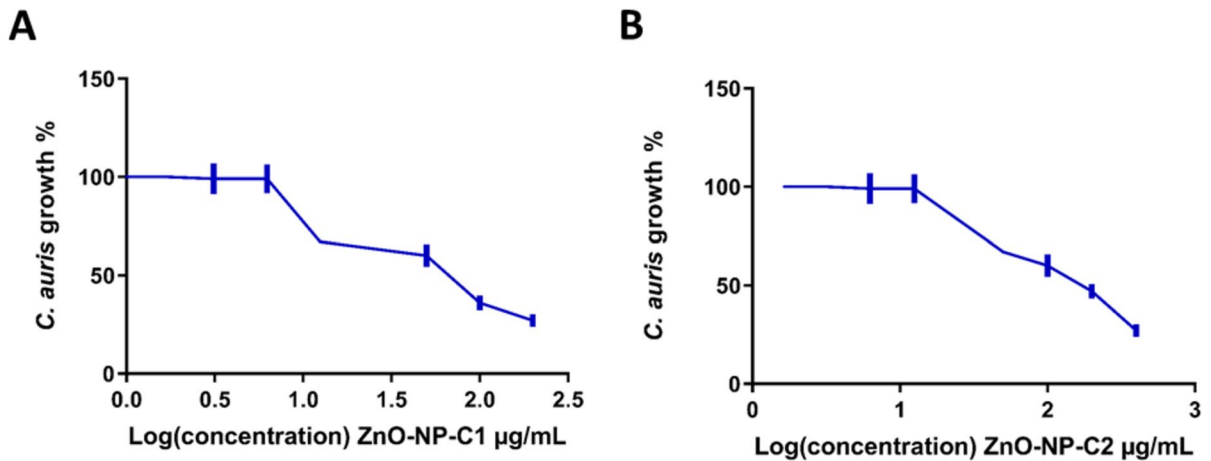 A
B
C. auris growth %
150
100
50
0
0.0 0.5 1.0 1.5 2.0 2.5
Log(concentration) ZnO-NP-C1 µg/mL
C. auris growth %
150
100
50
0
0 1 2 3
Log(concentration) ZnO-NP-C2 µg/mL